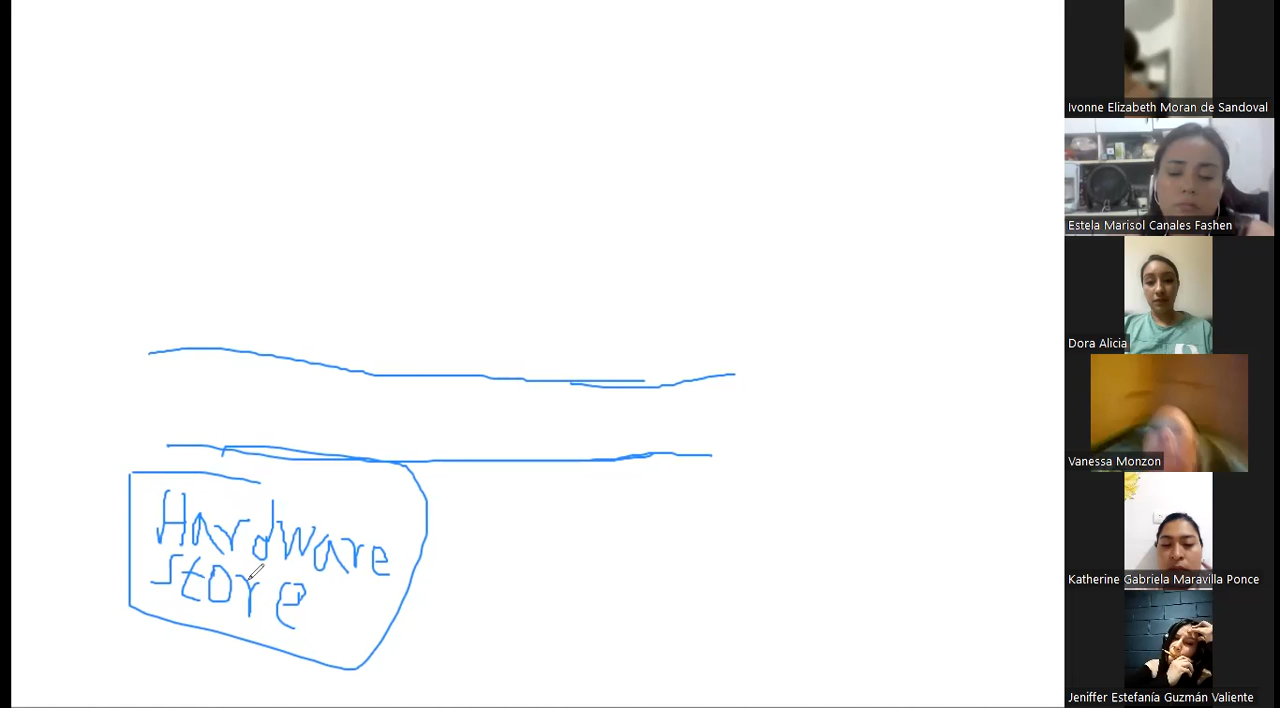 Hardware
store
Ivonne Elizabeth Moran de Sandoval
Estela Marisol Canales Fashen
Dora Alicia
Vanessa Monzon
Katherine Gabriela Maravilla Ponce
Jeniffer Estefanía Guzmán Valiente